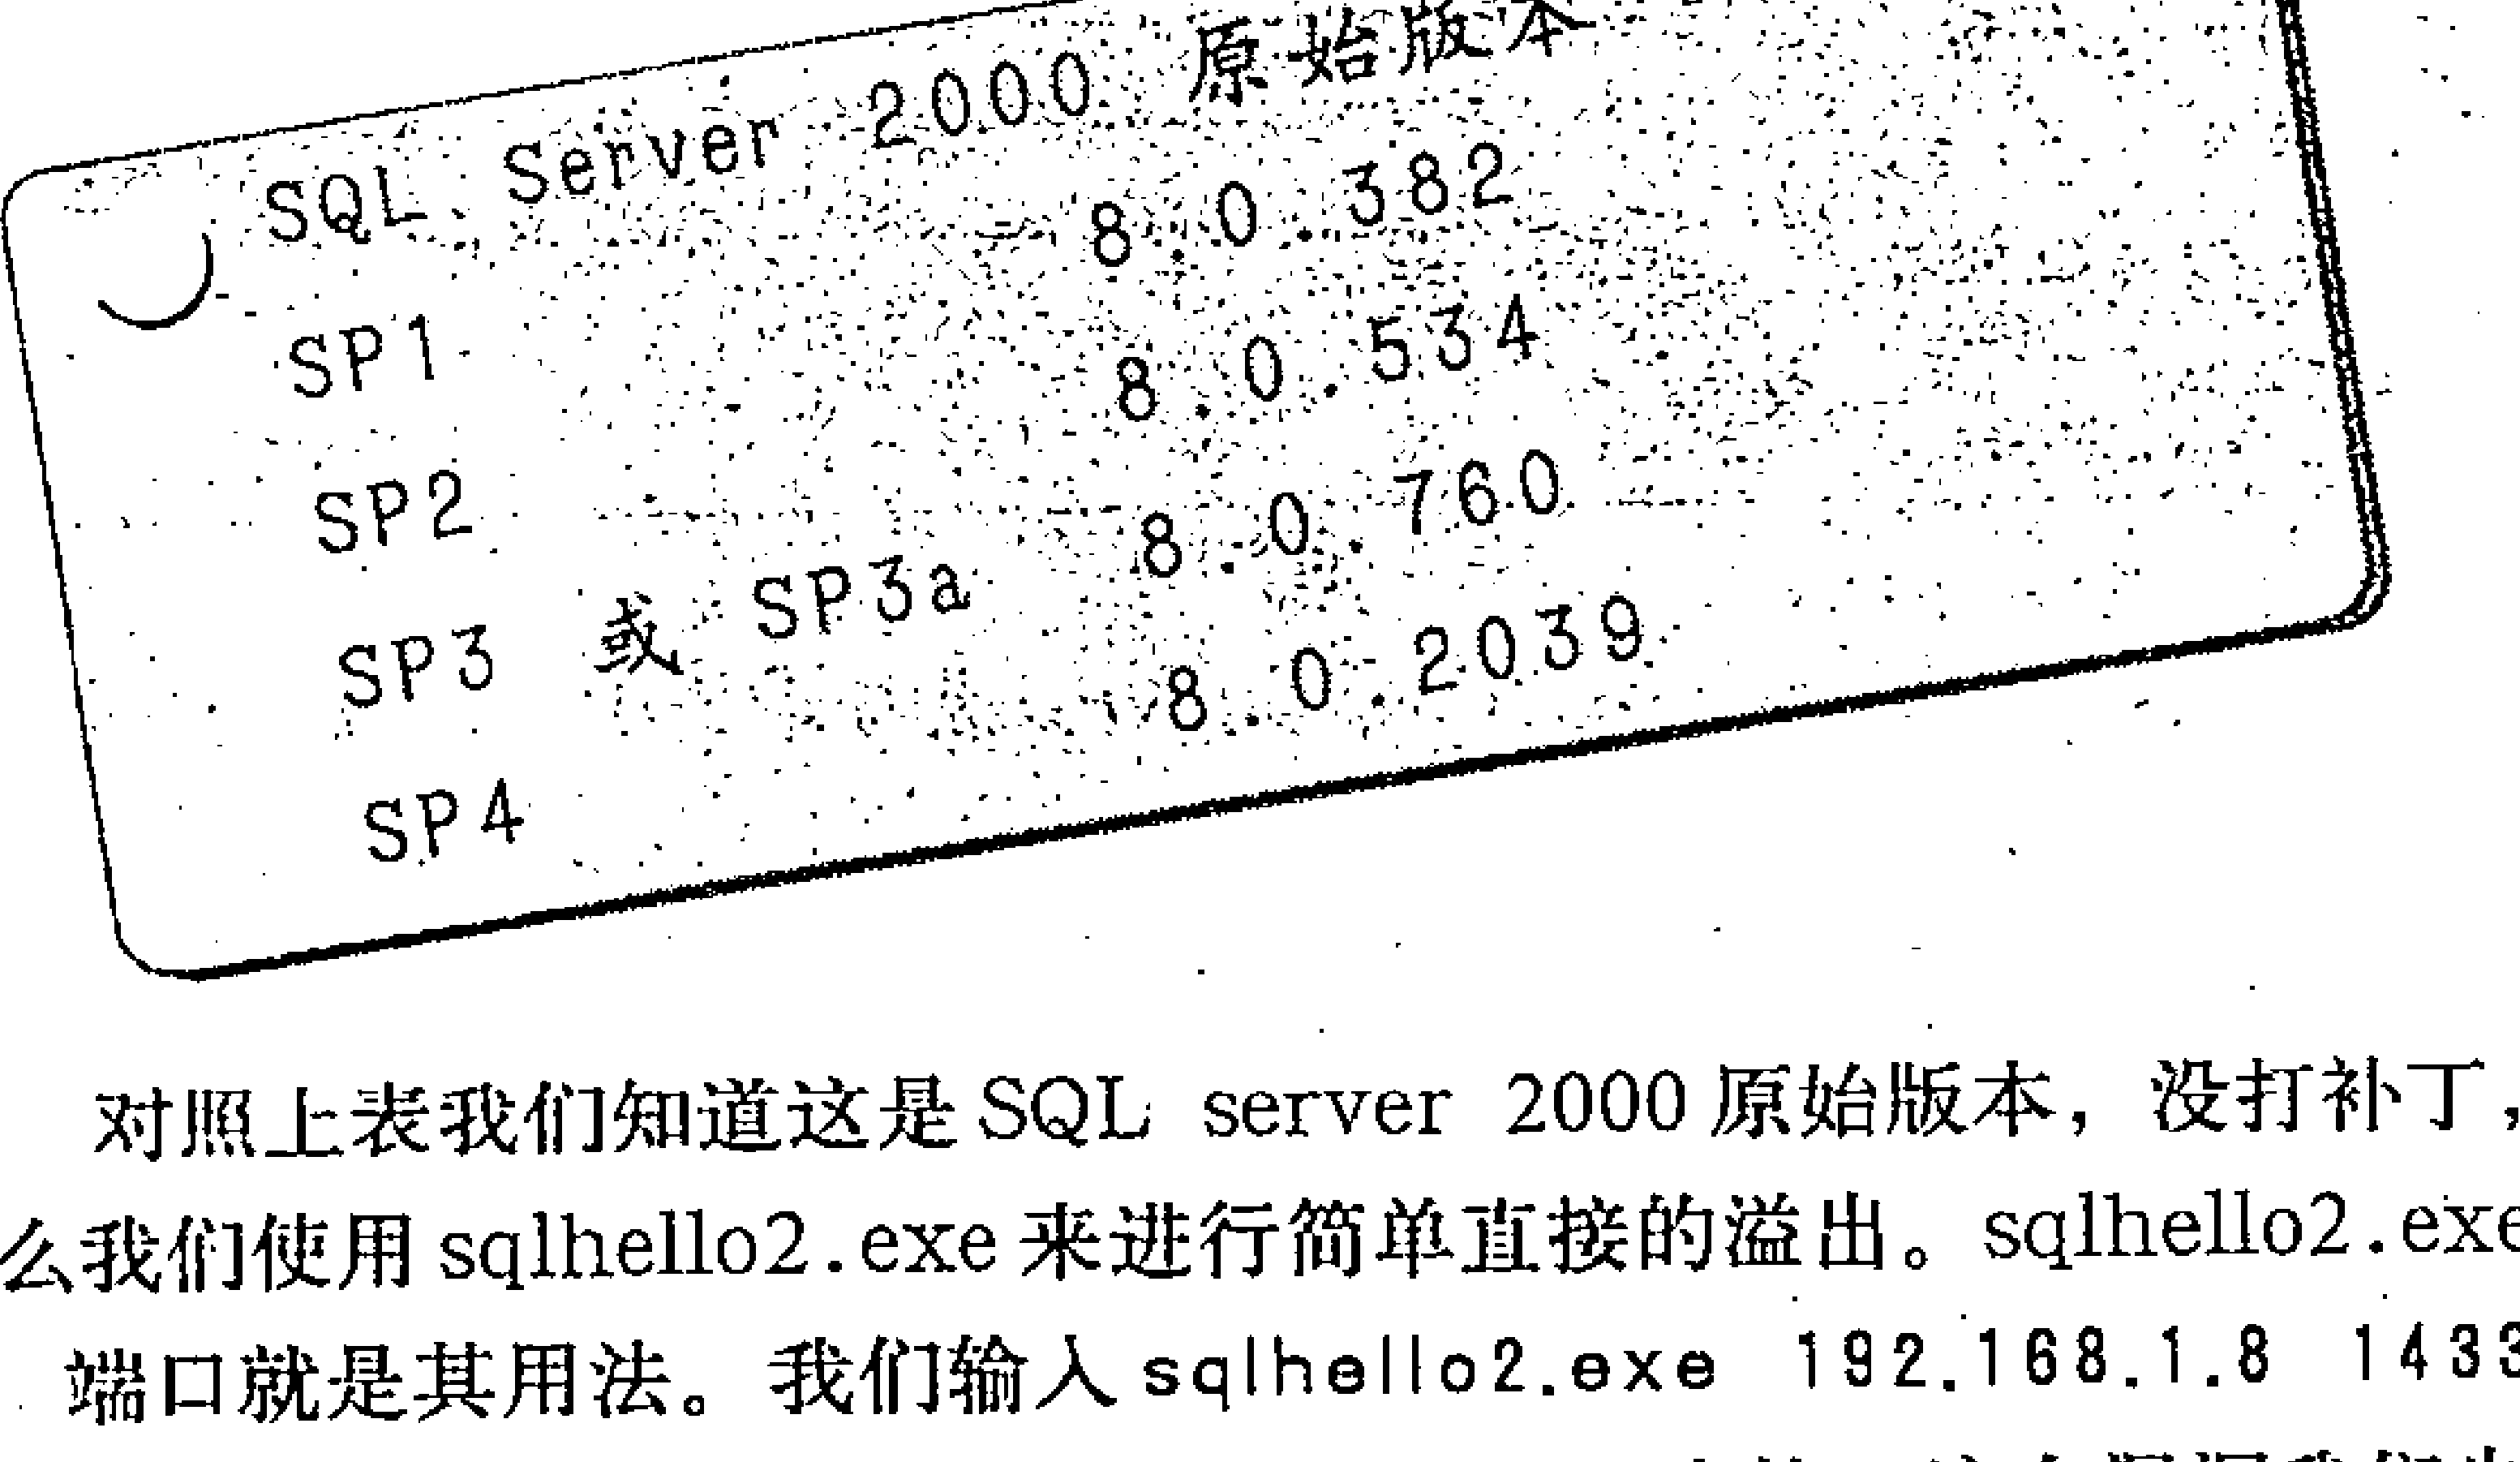 SQL Server 2000 原始版本
SP1 8.0.382
SP2 8.0.534
SP3 或 SP3a 8.0.760
SP4 8.0.2039
对照上表我们知道这是SQL server 2000原始版本，没打补丁，
么我们使用sqlhello2.exe来进行简单直接的溢出。sqlhello2.exe
端口就是其用法。我们输入sqlhello2.exe 192.168.1.8 1433